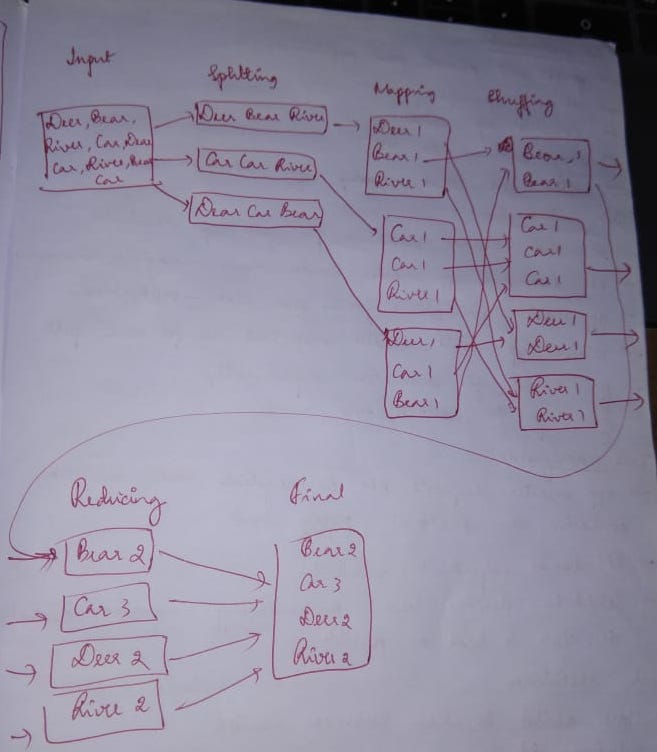 Input
Splitting
Mapping
Shuffing
Deer, Bear,
River, Car, Deer
Car, River, Bear
Car
Deer Bear River
Car Car River
Dear Car Bear
Deer 1
Bear 1
River 1
Car 1
Car 1
River 1
Deer 1
Car 1
Bear 1
Bear, 1
Bear 1
Car 1
Car 1
Car 1
Deer 1
Deer 1
River 1
River 1
Reducing
Final
Bear 2
Car 3
Deer 2
River 2
Bear 2
Car 3
Deer 2
River 2